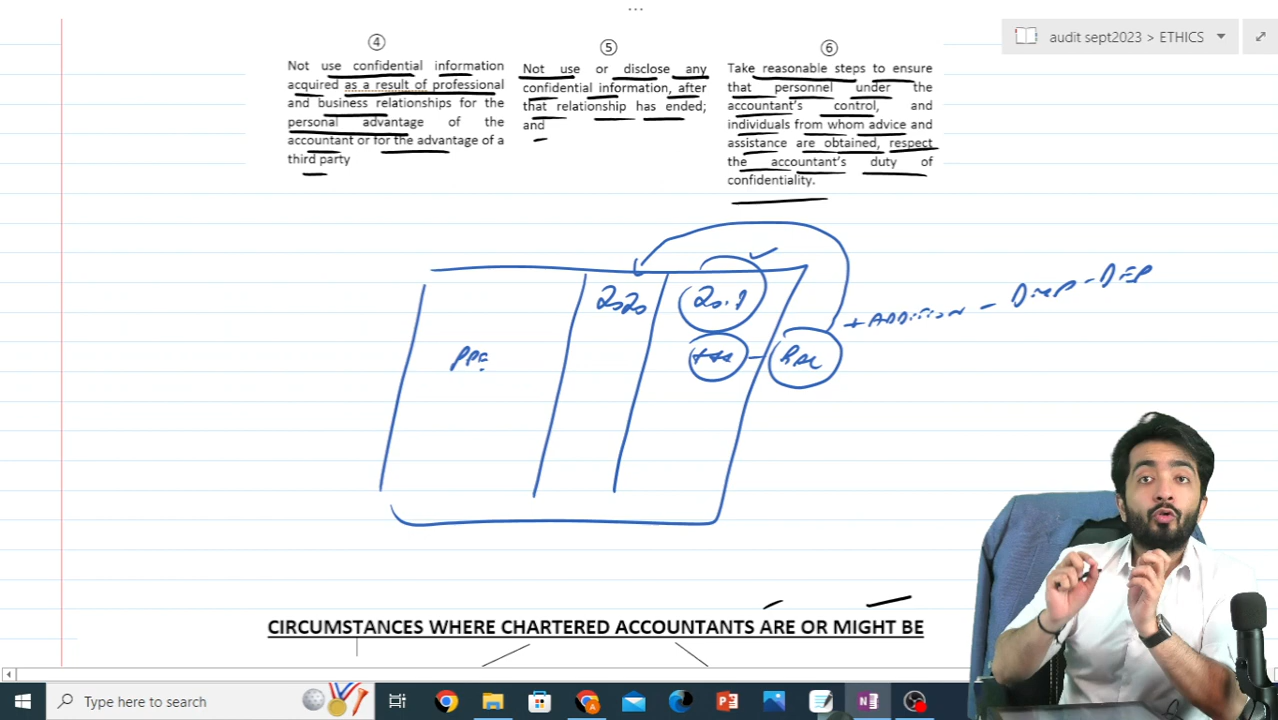 audit sept2023 > ETHICS
④
Not use confidential information
acquired as a result of professional
and business relationships for the
personal advantage of the
accountant or for the advantage of a
third party
⑤
Not use or disclose any
confidential information, after
that relationship has ended;
and
⑥
Take reasonable steps to ensure
that personnel under the
accountant's control, and
individuals from whom advice and
assistance are obtained, respect
the accountant's duty of
confidentiality.
2020
PPE
+ ADDITION -
CIRCUMSTANCES WHERE CHARTERED ACCOUNTANTS ARE OR MIGHT BE
Type here to search